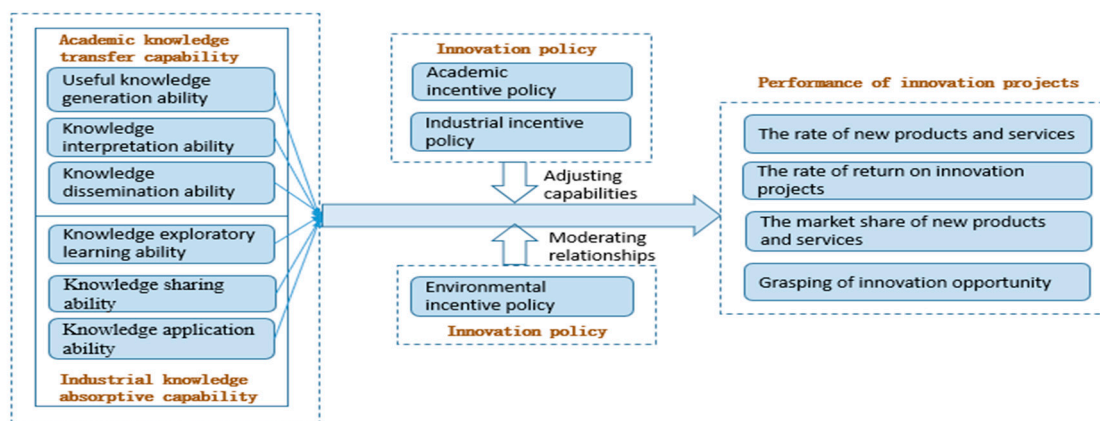 Academic knowledge
transfer capability
Useful knowledge
generation ability
Knowledge
interpretation ability
Knowledge
dissemination ability
Knowledge exploratory
learning ability
Knowledge sharing
ability
Knowledge application
ability
Industrial knowledge
absorptive capability
Innovation policy
Academic
incentive policy
Industrial incentive
policy
Adjusting
capabilities
Moderating
relationships
Environmental
incentive policy
Innovation policy
Performance of innovation projects
The rate of new products and services
The rate of return on innovation
projects
The market share of new products
and services
Grasping of innovation opportunity